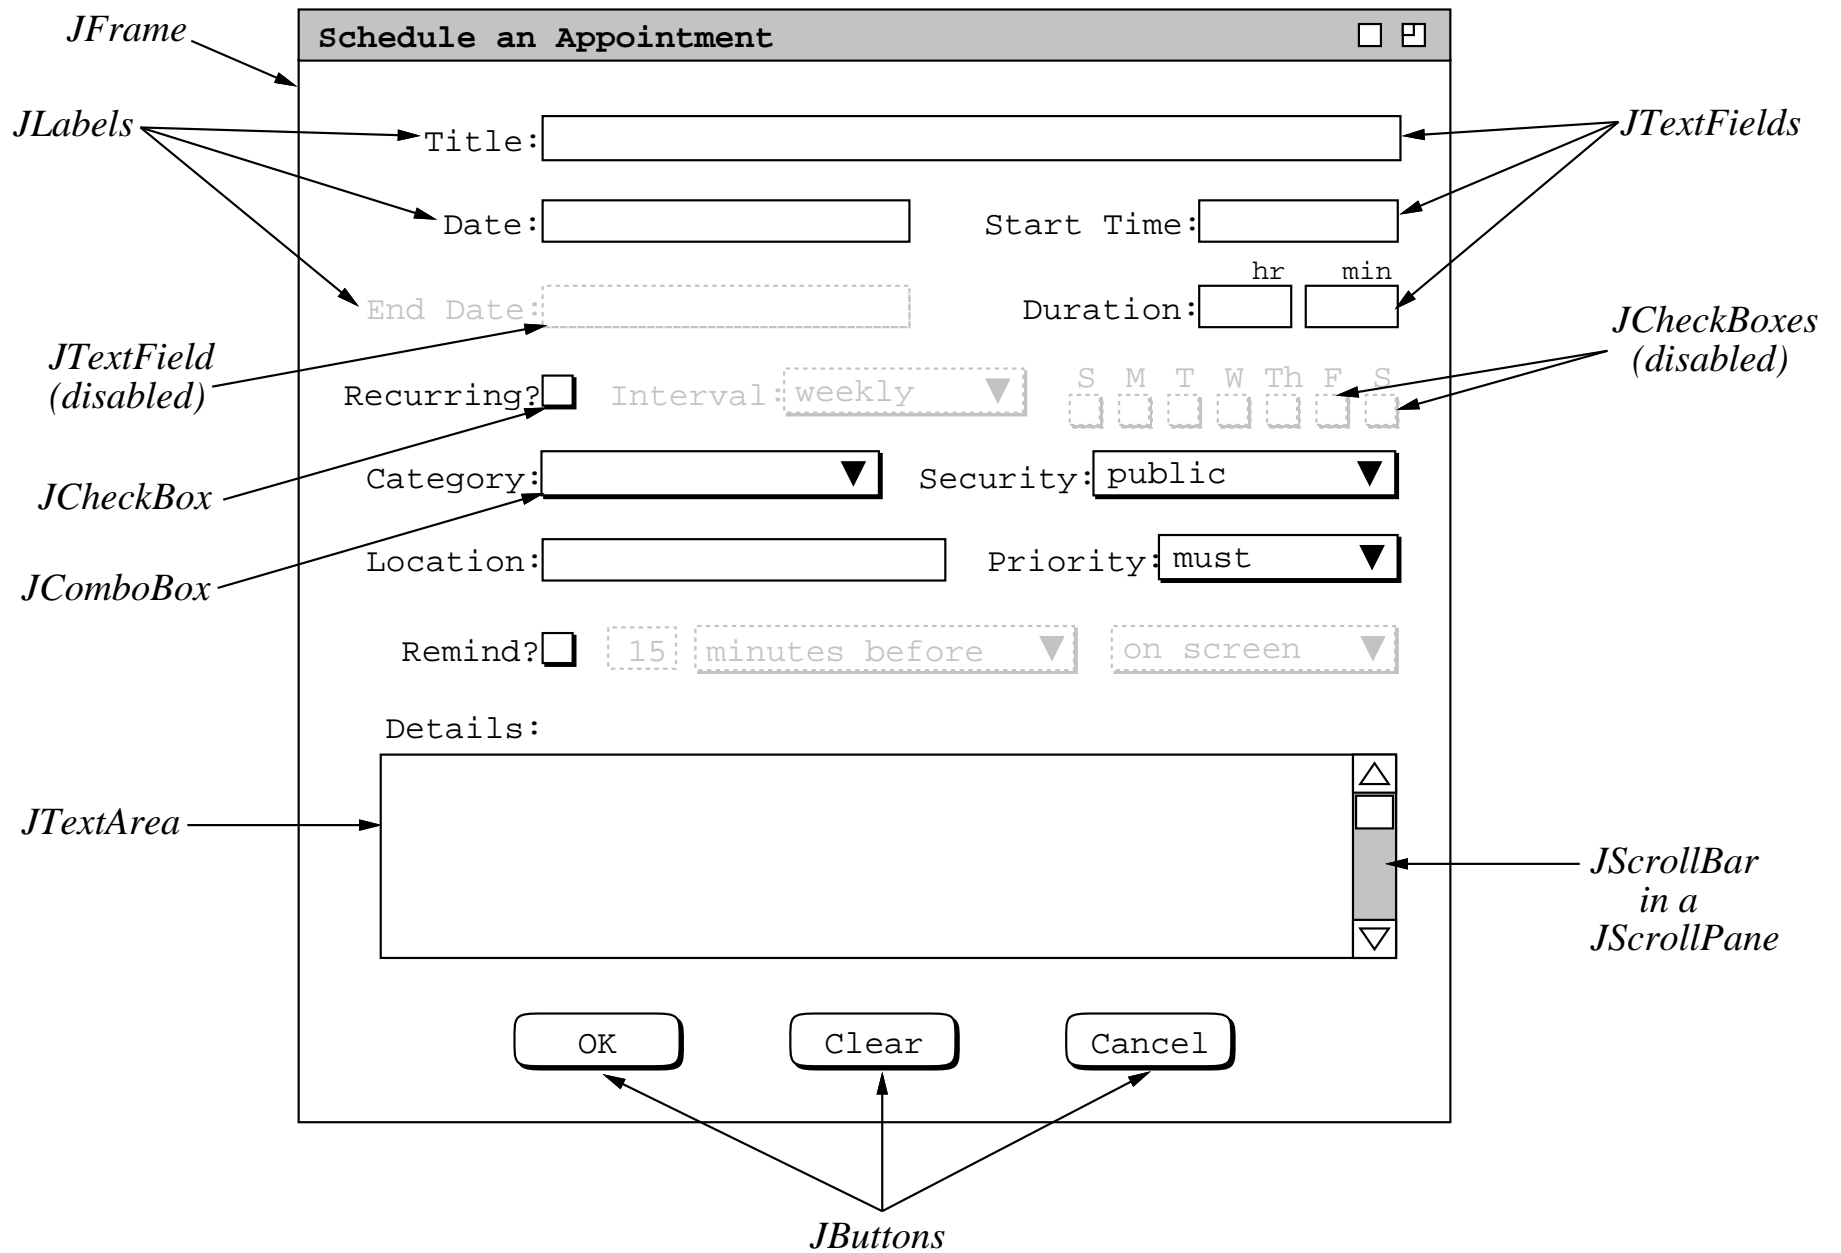 JFrame
Schedule an Appointment
JLabels
Title:
JTextFields
Date:
Start Time:
hr min
End Date:
Duration:
JCheckBoxes
(disabled)
JTextField
(disabled)
S M T W Th F S
Recurring?
Interval:
weekly
JCheckBox
Category:
Security:
public
JComboBox
Location:
Priority:
must
Remind?
15
minutes before
on screen
Details:
JTextArea
JScrollBar
in a
JScrollPane
OK
Clear
Cancel
JButtons